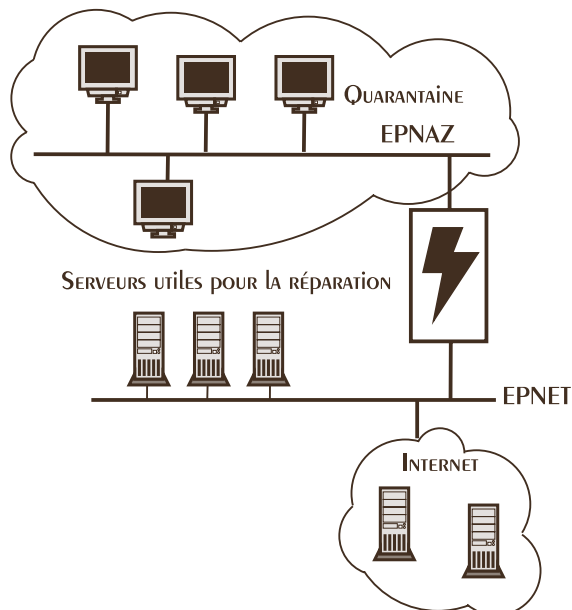 Quarantaine
EPNAZ
Serveurs utiles pour la réparation
EPNET
Internet